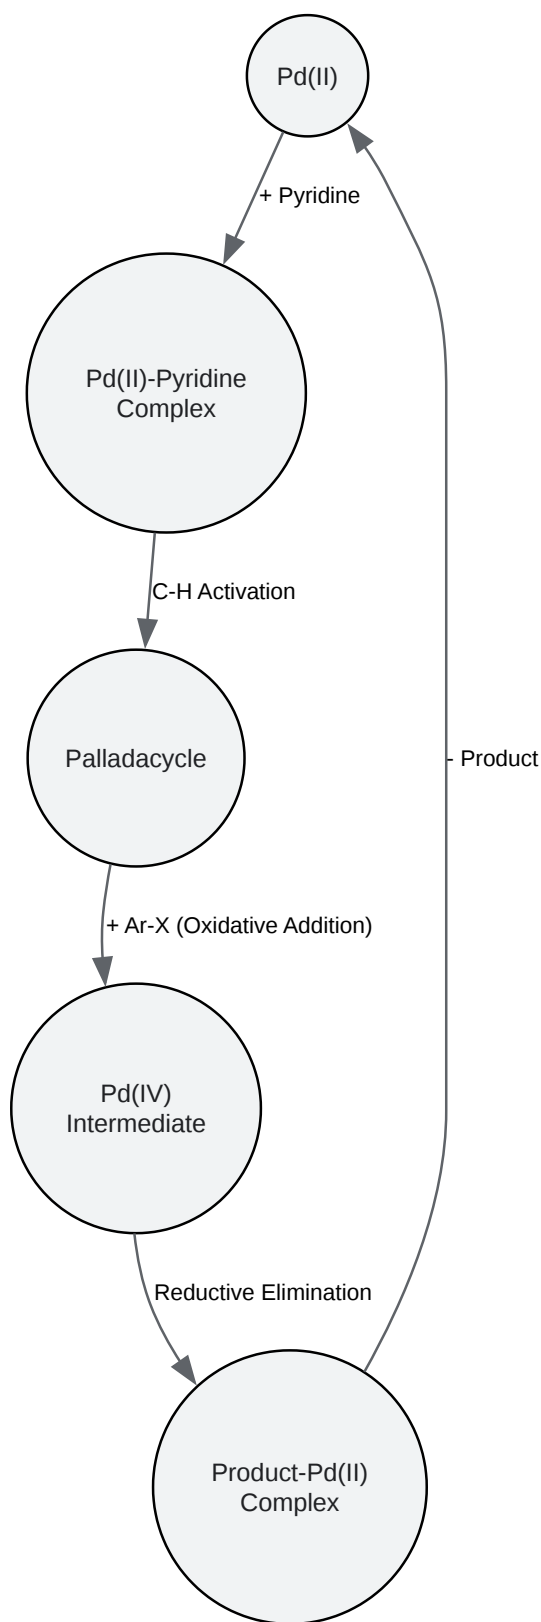 Pd(II)
+ Pyridine
Pd(II)-Pyridine
Complex
C-H Activation
Palladacycle
- Product
+ Ar-X (Oxidative Addition)
Pd(IV)
Intermediate
Reductive Elimination
Product-Pd(II)
Complex